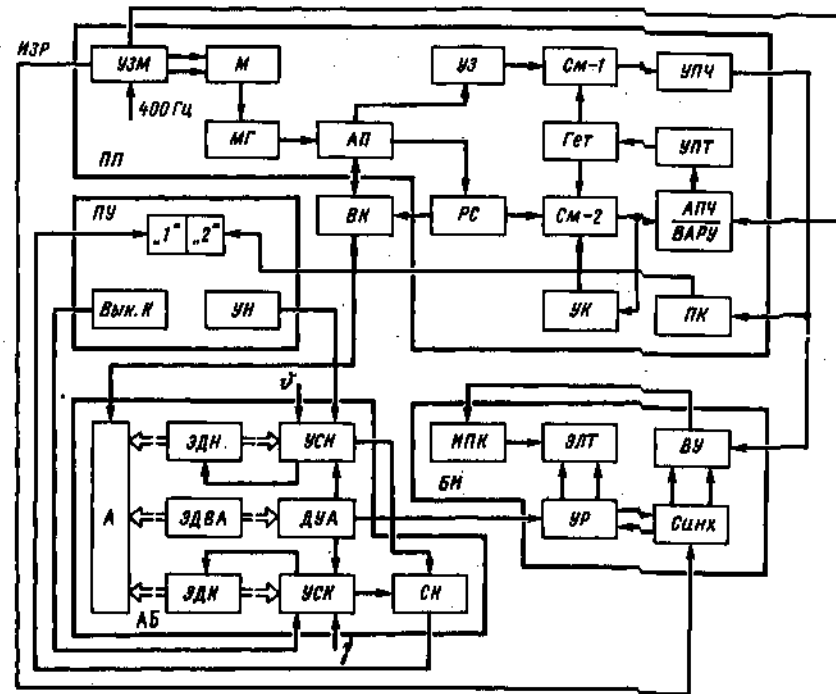 ИЗР
УЗМ
М
УЗ
См-1
УПЧ
400 Гц
МГ
АП
Гет
УПТ
ПП
ПУ
„1"
„2"
ВК
РС
См-2
АПЧ
ВАРУ
Вык. К
УН
УК
ПК
ϑ
А
ЭДН
УСН
ИПК
ЭЛТ
ВУ
БИ
ЭДВА
ДУА
УР
Синх
ЭДК
УСК
СК
АБ
γ